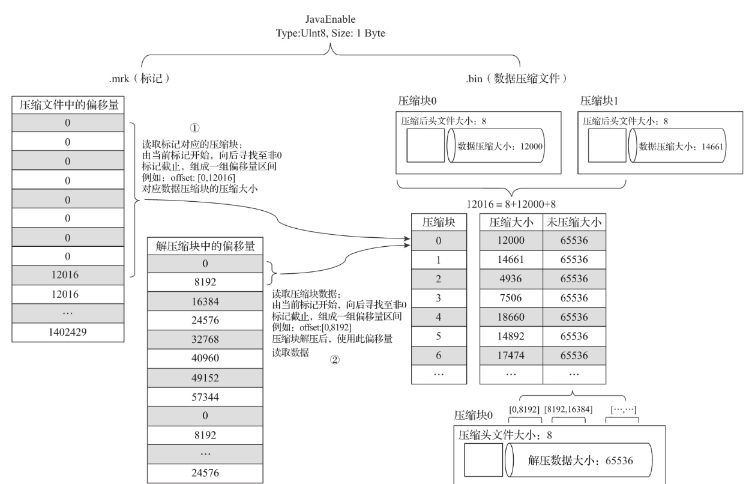 JavaEnable
Type:UInt8, Size: 1 Byte
.mrk（标记）
.bin（数据压缩文件）
压缩文件中的偏移量
0
0
0
0
0
0
0
0
12016
12016
…
1402429
①
读取标记对应的压缩块：
由当前标记开始，向后寻找至非0
标记截止，组成一组偏移量区间
例如：offset: [0,12016]
对应数据压缩块的压缩大小
解压缩块中的偏移量
0
8192
16384
24576
32768
40960
49152
57344
0
8192
…
24576
读取压缩块数据：
由当前标记开始，向后寻找至非0
标记截止，组成一组偏移量区间
例如：offset:[0,8192]
压缩块解压后，使用此偏移量
读取数据
②
压缩块0
压缩后头文件大小：8
数据压缩大小：12000
压缩块1
压缩后头文件大小：8
数据压缩大小：14661
12016 = 8+12000+8
压缩块 压缩大小 未压缩大小
0 12000 65536
1 14661 65536
2 4936 65536
3 7506 65536
4 18660 65536
5 14892 65536
6 17474 65536
… … …
[0,8192] [8192,16384] […,…]
压缩块0
压缩头文件大小：8
解压数据大小：65536